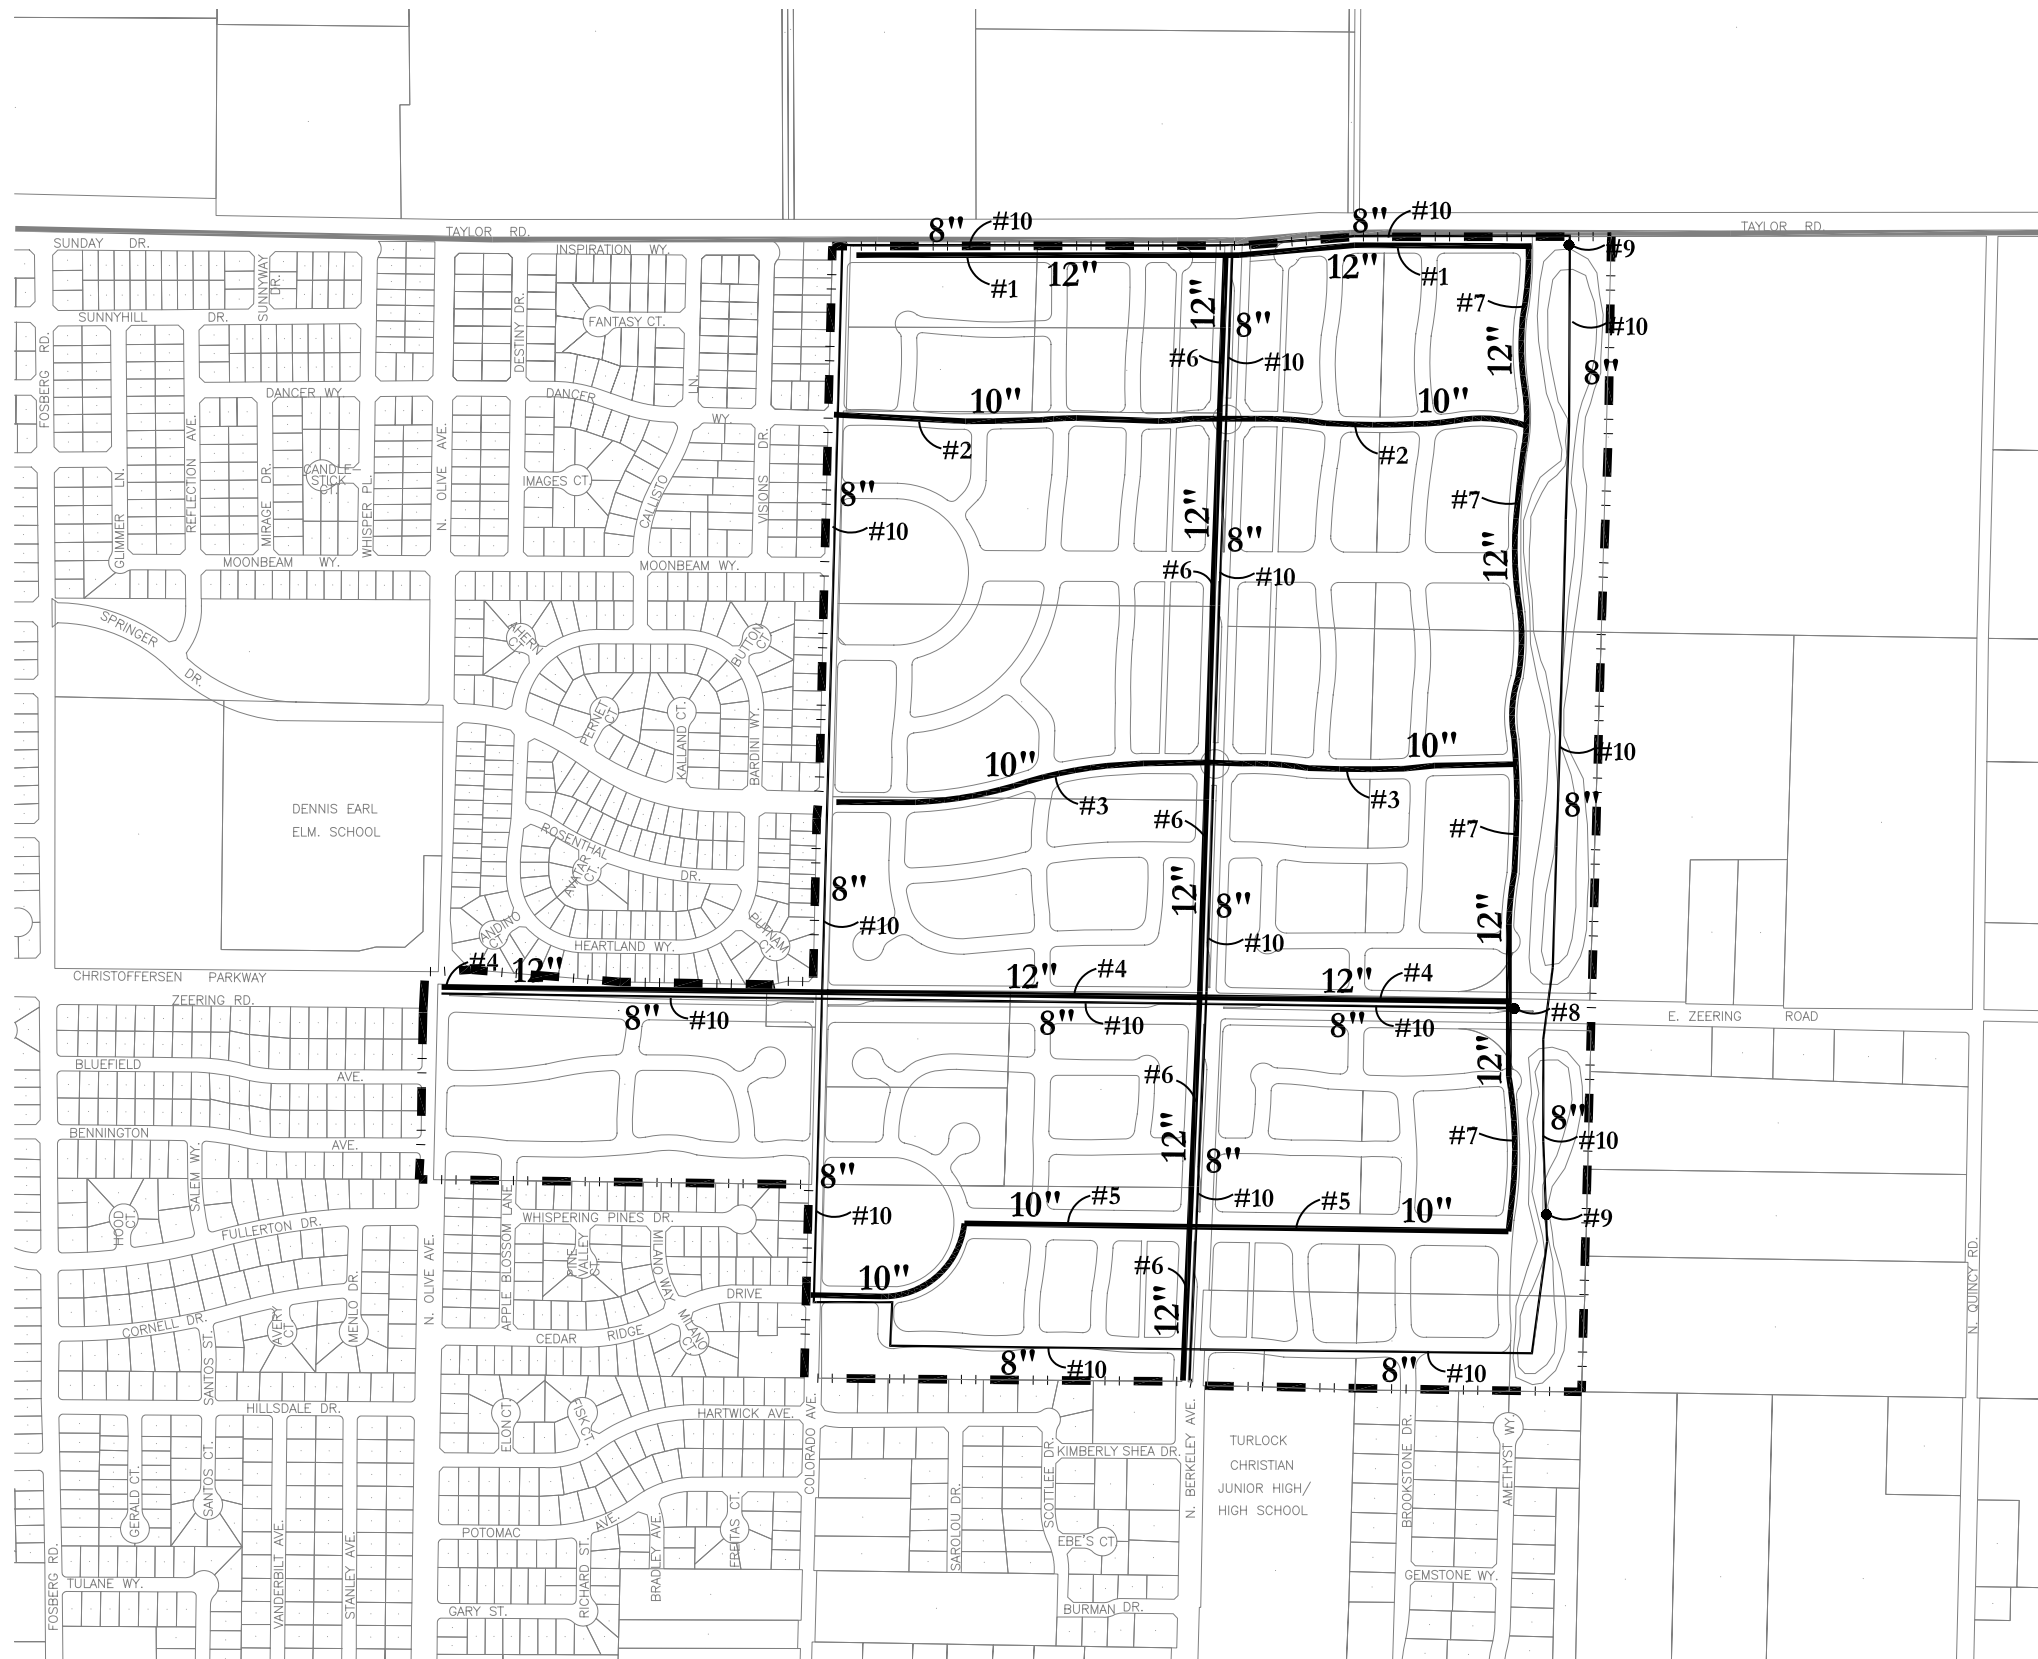 8" #10
8" #10
TAYLOR RD.
TAYLOR RD.
SUNDAY DR.
INSPIRATION WY.
#9
12" #1
12" #1
SUNNYWAY DR.
SUNNYHILL DR.
FANTASY CT.
DESTINY DR.
12"
8"
#7
#10
FOSBERG RD.
#6
#10
12"
8"
DANCER WY.
DANCER WY.
LN.
10"
10"
#2
#2
REFLECTION AVE.
N. OLIVE AVE.
VISIONS DR.
GLIMMER LN.
MIRAGE DR.
CANDLE-
STICK
CT.
WHISPER PL.
IMAGES CT.
CALLISTO
8"
#10
12"
8"
#7
12"
MOONBEAM WY.
MOONBEAM WY.
#6
#10
SPRINGER DR.
AHERN CT.
BUTTON CT.
PERNET CT.
KALLAND CT.
BARDINI WY.
10"
10"
#10
#3
#3
8"
DENNIS EARL
ELM. SCHOOL
#6
#7
ROSENTHAL DR.
AVATAR CT.
8"
#10
12"
8"
#10
12"
ANDINO CT.
HEARTLAND WY.
PUTNAM CT.
CHRISTOFFERSEN PARKWAY
#4
12"
12" #4
12" #4
ZEERING RD.
8" #10
8" #10
8" #10
#8
E. ZEERING ROAD
BLUEFIELD AVE.
#6
12"
BENNINGTON AVE.
12"
#7
8"
#10
SALEM WY.
8"
#10
8"
#10
10" #5
#5 10"
#9
HOOD CT.
FULLERTON DR.
APPLE BLOSSOM LANE
WHISPERING PINES DR.
PINE VALLEY CT.
MILANO WAY
N. OLIVE AVE.
#6
10"
12"
N. QUINCY RD.
DRIVE
CORNELL DR.
SANTOS ST.
AVERY CT.
MENLO DR.
CEDAR RIDGE
MILANO CT.
8" #10
8" #10
HILLSDALE DR.
ELON CT.
ELSK CT.
HARTWICK AVE.
COLORADO AVE.
N. BERKELEY AVE.
BROOKSTONE DR.
AMETHYST WY.
KIMBERLY SHEA DR.
SCOTTLEE DR.
TURLOCK
CHRISTIAN
JUNIOR HIGH/
HIGH SCHOOL
GERALD CT.
SANTOS CT.
SAROLOU DR.
POTOMAC AVE.
FREITAS CT.
EBE'S CT
VANDERBILT AVE.
STANLEY AVE.
RICHARD ST.
BRADLEY AVE.
FOSBERG RD.
TULANE WY.
GARY ST.
BURMAN DR.
GEMSTONE WY.